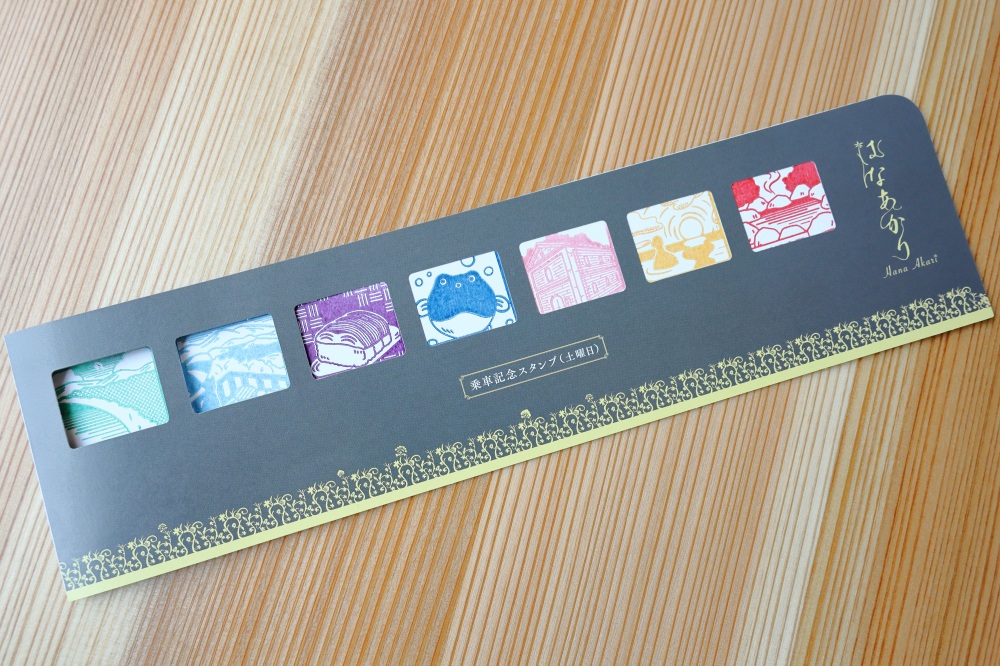 はなあかり
Hana Akari
乗車記念スタンプ(土曜日)